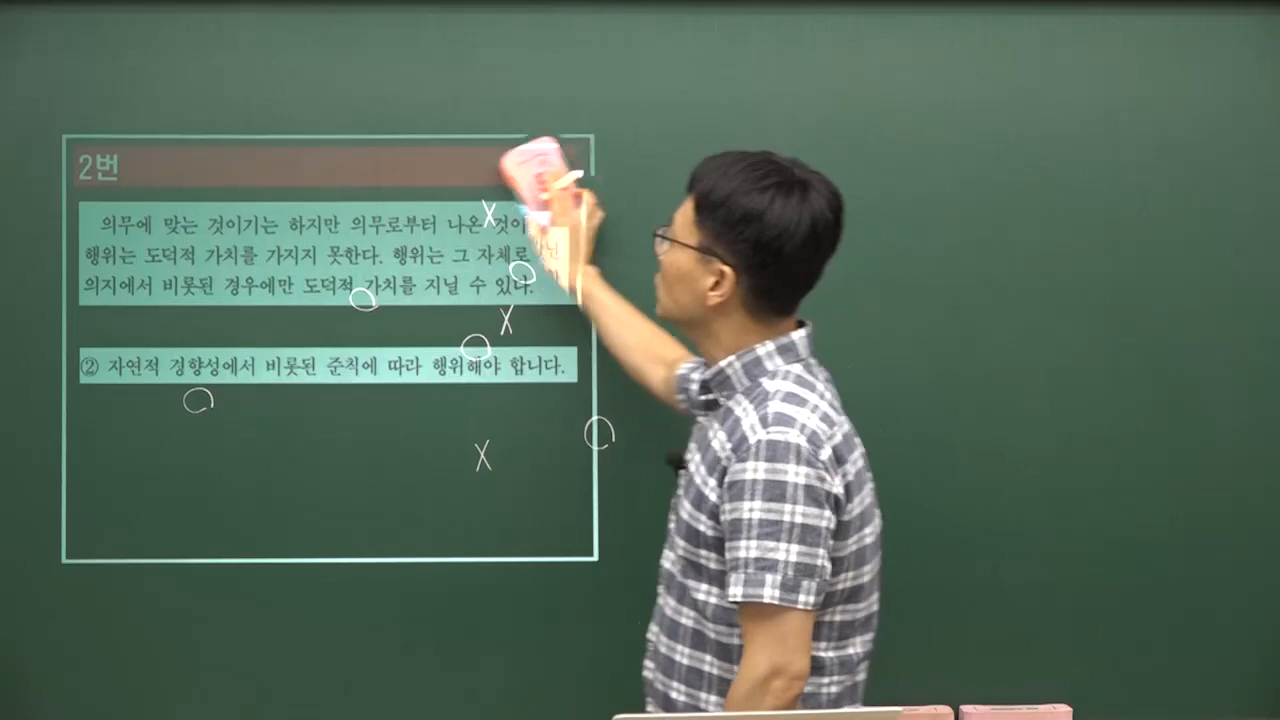 2번
의무에 맞는 것이기는 하지만 의무로부터 나온 것이
행위는 도덕적 가치를 가지지 못한다. 행위는 그 자체로
의지에서 비롯된 경우에만 도덕적 가치를 지닐 수 있다.
X
X
② 자연적 경향성에서 비롯된 준칙에 따라 행위해야 합니다.
X